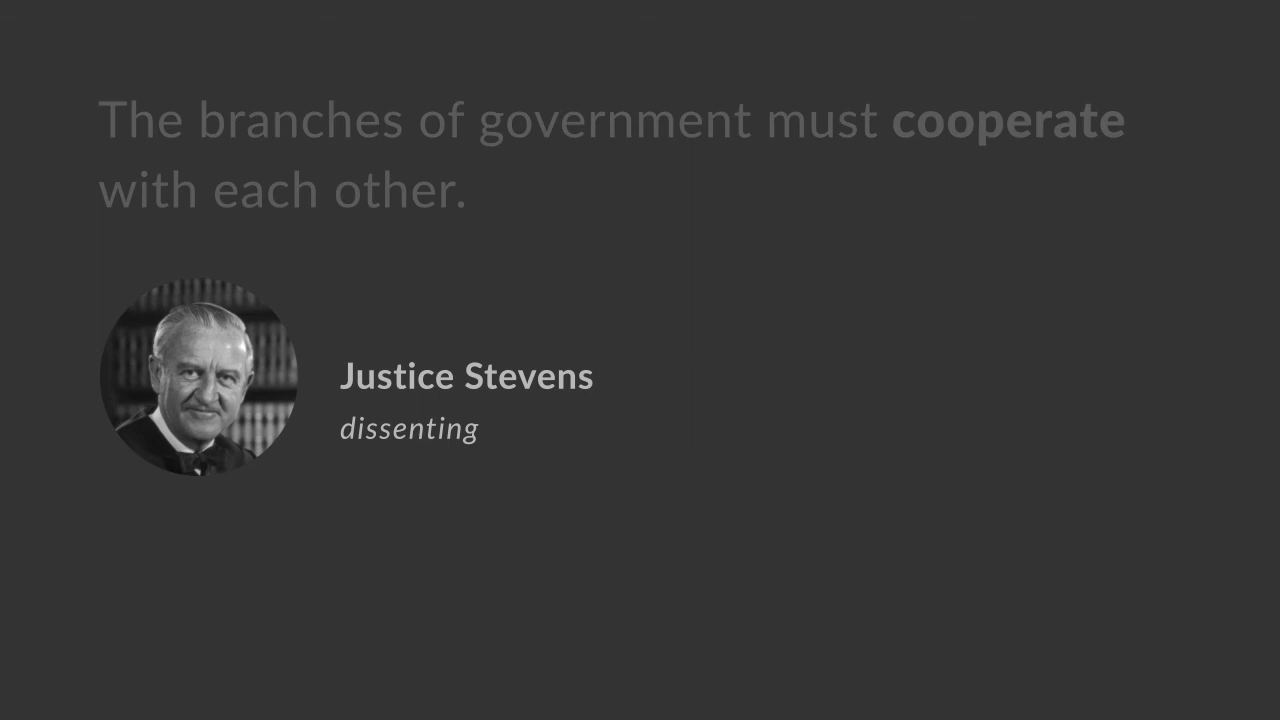 The branches of government must cooperate
with each other.
Justice Stevens
dissenting